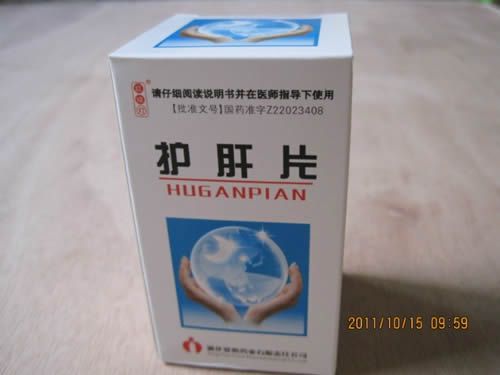 请仔细阅读说明书并在医师指导下使用
【批准文号】国药准字Z22023408
护肝片
HUGANPIAN
2011/10/15 09:59